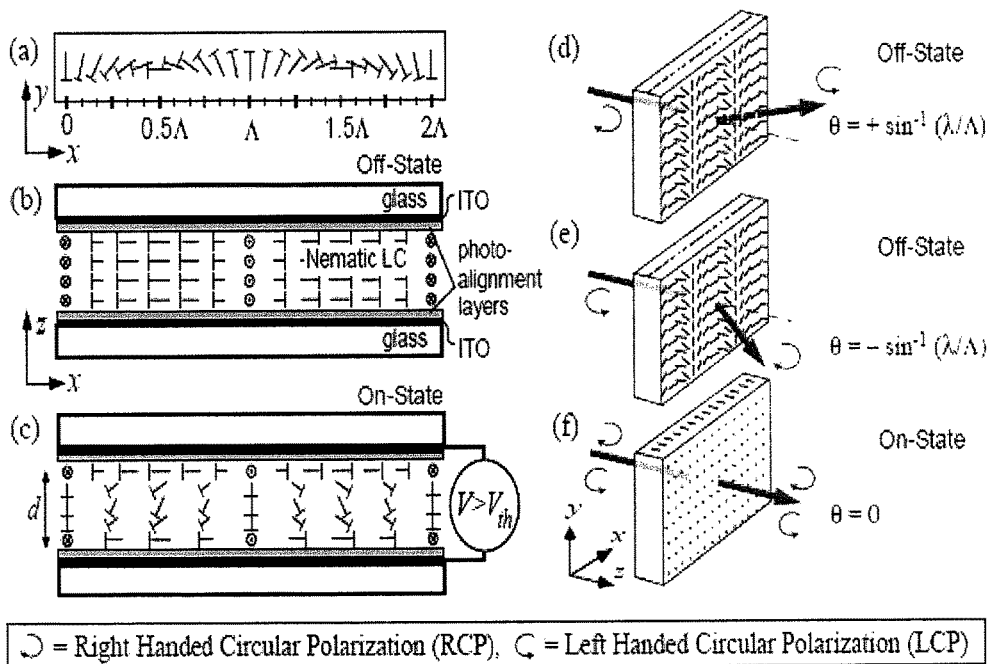 (a)
y
x
0 0.5Λ Λ 1.5Λ 2Λ
Off-State
(b)
glass
ITO
-Nematic LC
photo-
alignment
layers
z
x
glass
ITO
On-State
(c)
d
V>Vth
(d)
Off-State
θ = + sin⁻¹ (λ/Λ)
(e)
Off-State
θ = − sin⁻¹ (λ/Λ)
(f)
On-State
θ = 0
y
x
z
= Right Handed Circular Polarization (RCP), = Left Handed Circular Polarization (LCP)